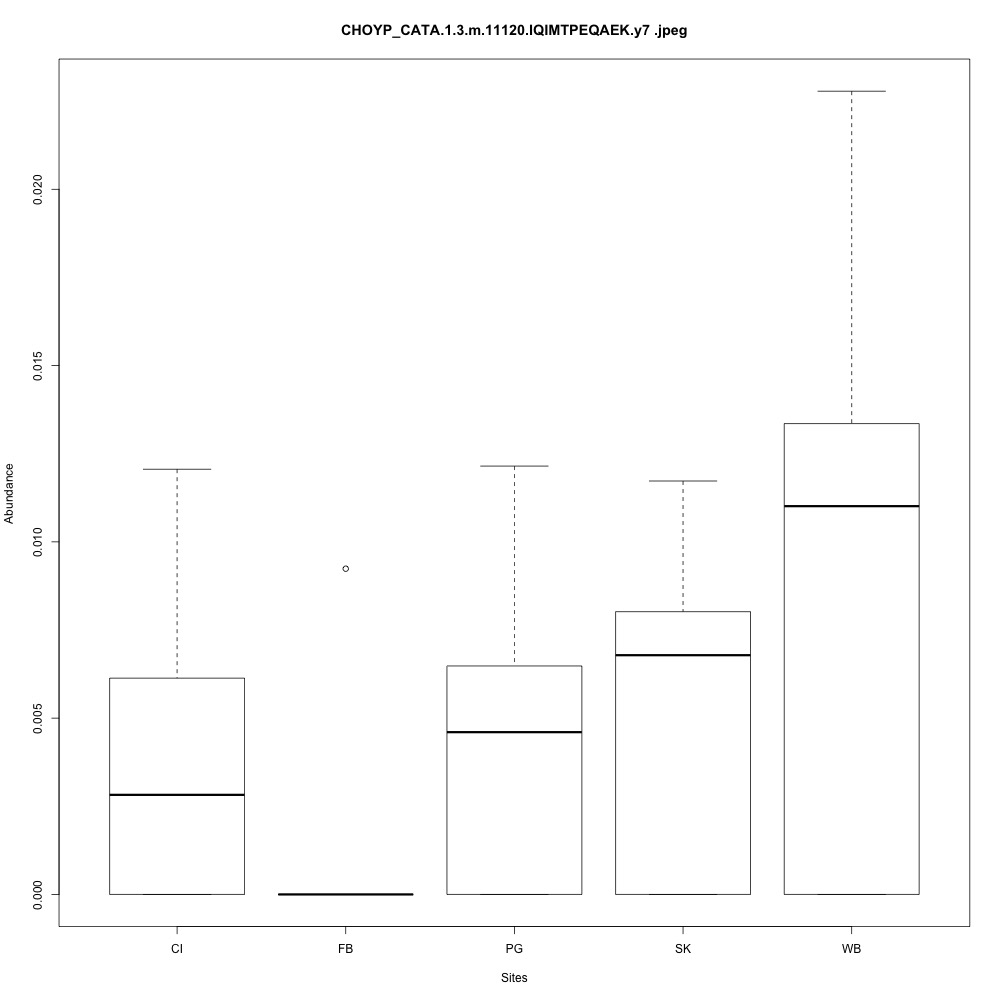 CHOYP_CATA.1.3.m.11120.IQIMTPEQAEK.y7 .jpeg
Abundance
0.020
0.015
0.010
0.005
0.000
CI FB PG SK WB
Sites